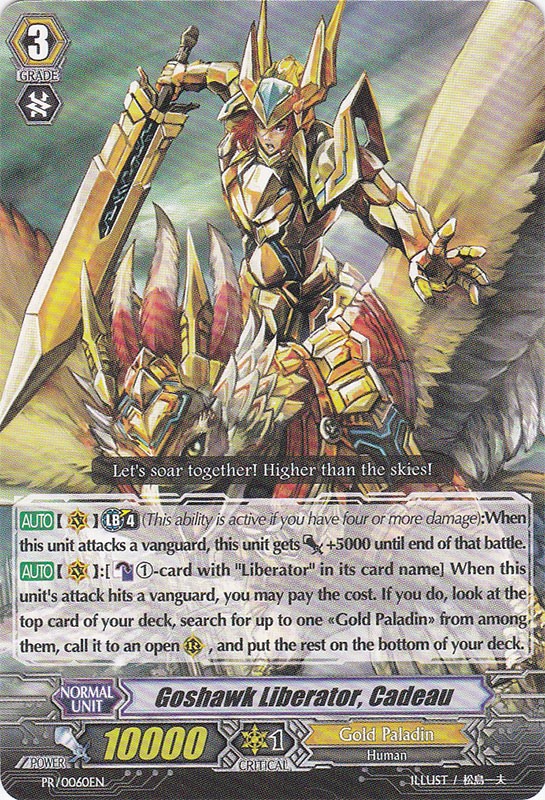 3
GRADE
Let's soar together! Higher than the skies!
AUTO【 】LB4 (This ability is active if you have four or more damage):When
this unit attacks a vanguard, this unit gets +5000 until end of that battle.
AUTO【 】:[ ①-card with "Liberator" in its card name] When this
unit's attack hits a vanguard, you may pay the cost. If you do, look at the
top card of your deck, search for up to one «Gold Paladin» from among
them, call it to an open , and put the rest on the bottom of your deck.
NORMAL
UNIT
Goshawk Liberator, Cadeau
POWER
10000
1
CRITICAL
Gold Paladin
Human
PR/0060EN
ILLUST / 松島一夫